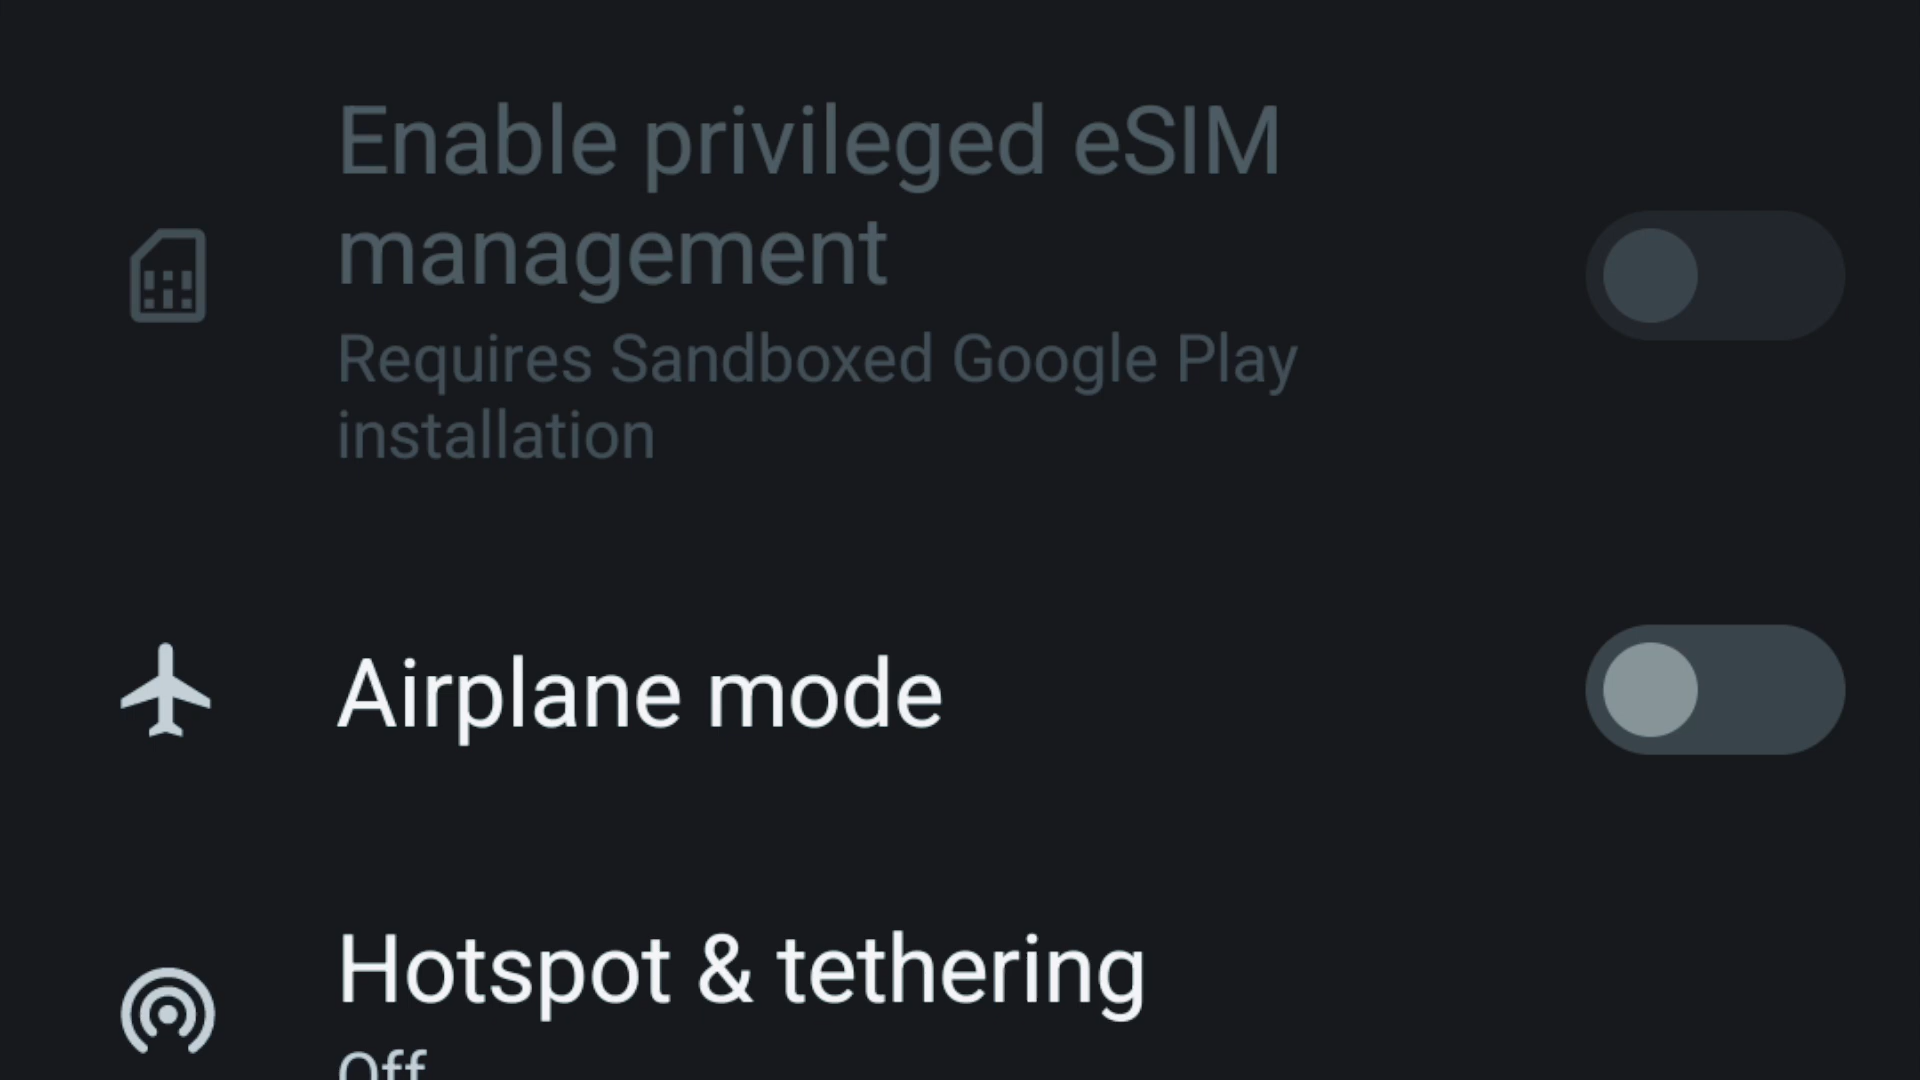 Enable privileged eSIM
management
Requires Sandboxed Google Play
installation
Airplane mode
Hotspot & tethering
Off